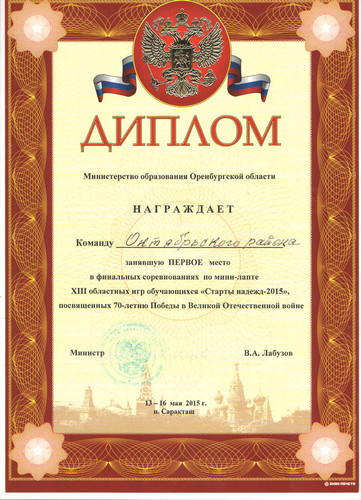 ДИПЛОМ
Министерство образования Оренбургской области
НАГРАЖДАЕТ
Команду Октябрьского района
занявшую ПЕРВОЕ место
в финальных соревнованиях по мини-лапте
XIII областных игр обучающихся «Старты надежд-2015»,
посвященных 70-летию Победы в Великой Отечественной войне
Министр В.А. Лабузов
13 – 16 мая 2015 г.
п. Саракташ